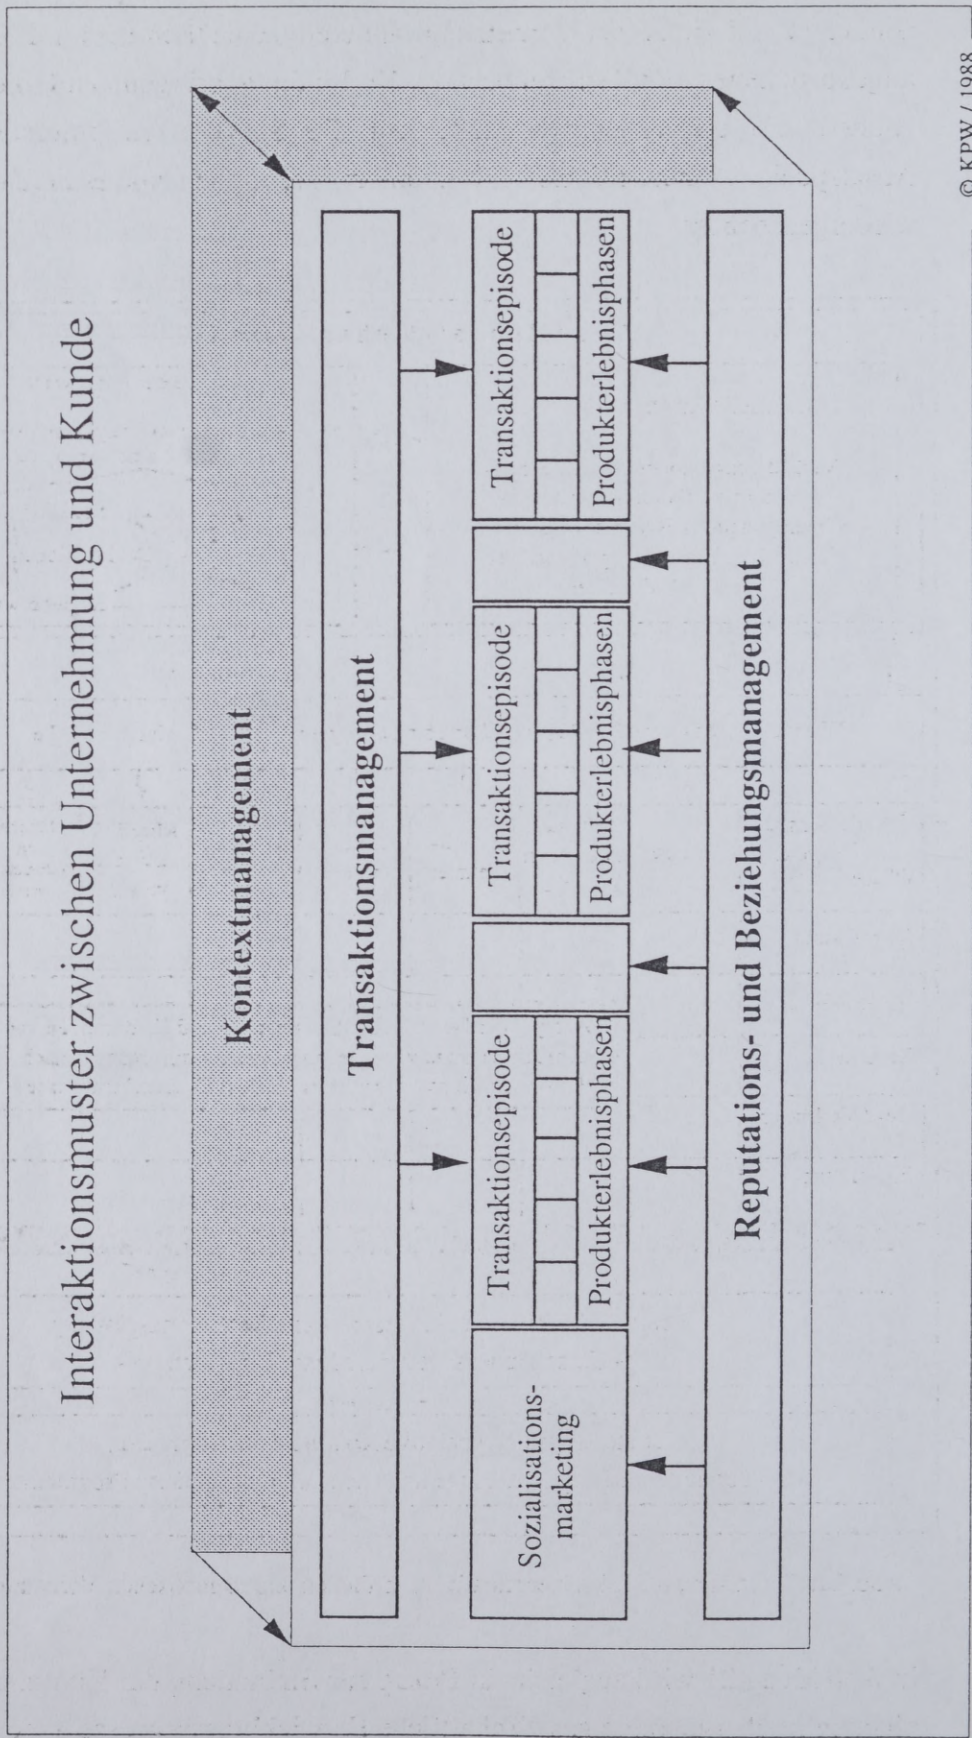 Interaktionsmuster zwischen Unternehmung und Kunde
Kontextmanagement
Transaktionsmanagement
Sozialisations-
marketing
Transaktionsepisode
Produkterlebnisphasen
Transaktionsepisode
Produkterlebnisphasen
Transaktionsepisode
Produkterlebnisphasen
Reputations- und Beziehungsmanagement
© KPW / 1988